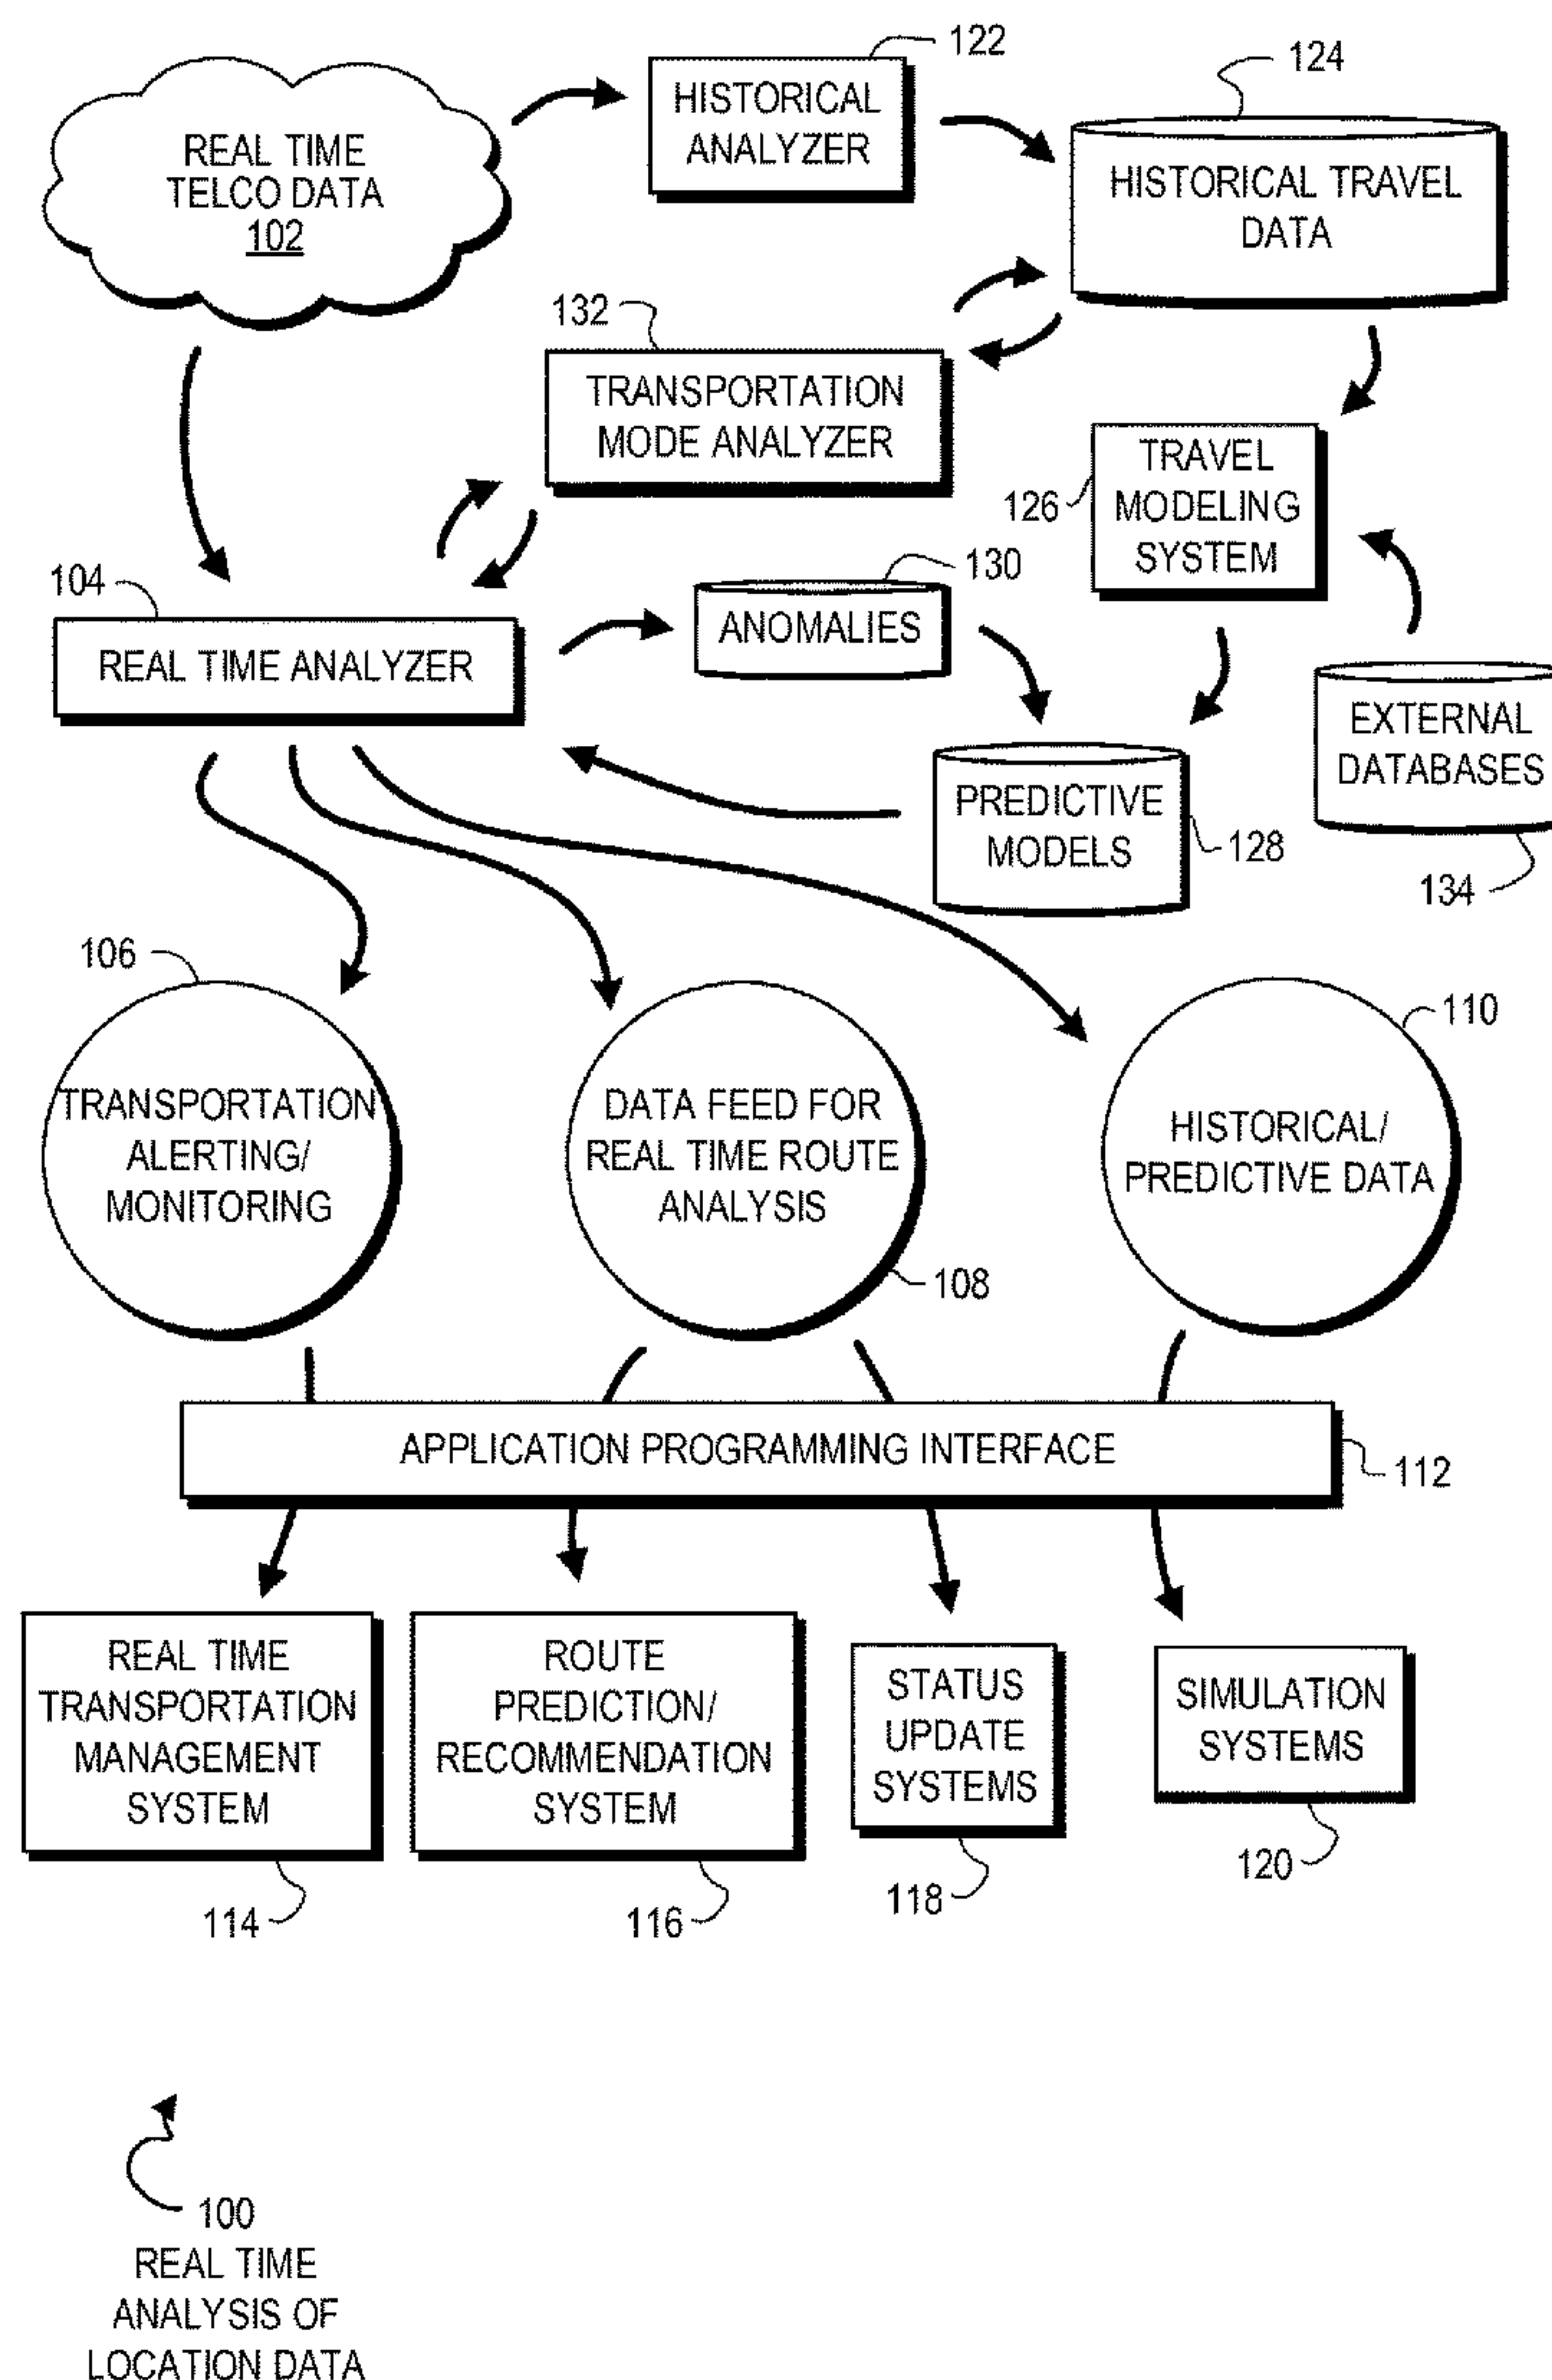 122
124
HISTORICAL
ANALYZER
REAL TIME
TELCO DATA
102
HISTORICAL TRAVEL
DATA
132
TRANSPORTATION
MODE ANALYZER
TRAVEL
MODELING
SYSTEM
126
104
130
REAL TIME ANALYZER
ANOMALIES
EXTERNAL
DATABASES
134
PREDICTIVE
MODELS
128
106
110
TRANSPORTATION
ALERTING/
MONITORING
DATA FEED FOR
REAL TIME ROUTE
ANALYSIS
108
HISTORICAL/
PREDICTIVE DATA
APPLICATION PROGRAMMING INTERFACE
112
REAL TIME
TRANSPORTATION
MANAGEMENT
SYSTEM
114
ROUTE
PREDICTION/
RECOMMENDATION
SYSTEM
116
STATUS
UPDATE
SYSTEMS
118
SIMULATION
SYSTEMS
120
100
REAL TIME
ANALYSIS OF
LOCATION DATA